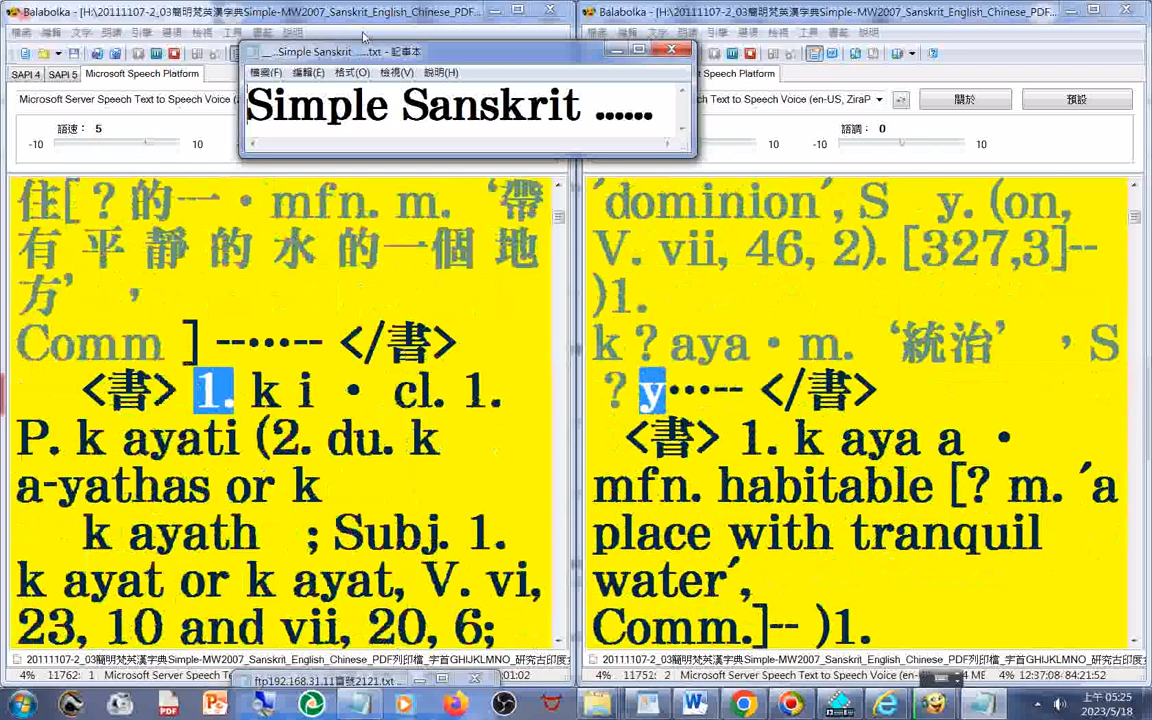 Balabolka - [H:\20111107-2_03簡明梵英漢字典Simple-MW2007_Sanskrit_English_Chinese_PDF...
Balabolka - [H:\20111107-2_03簡明梵英漢字典Simple-MW2007_Sanskrit_English_Chinese_PDF...
__...Simple Sanskrit .....txt - 記事本
檔案(F) 編輯(E) 格式(O) 檢視(V) 說明(H)
Simple Sanskrit ......
SAPI 4 SAPI 5 Microsoft Speech Platform
Microsoft Server Speech Text to Speech Voice (
Text to Speech Voice (en-US, ZiraP
關於 預設
語速： 5
-10 10
語調： 0
-10 10
住[？的一‧mfn. m.‘帶
有平靜的水的一個地
方’，
Comm ] --‧‧‧-- </書>
<書> 1. k i ‧ cl. 1.
P. k ayati (2. du. k
a-yathas or k
k ayath ; Subj. 1.
k ayat or k ayat, V. vi,
23, 10 and vii, 20, 6;
'dominion', S y. (on,
V. vii, 46, 2). [327,3]--
)1.
k？aya‧m.‘統治’，S
？y‧‧‧-- </書>
<書> 1. k aya a ‧
mfn. habitable [? m. 'a
place with tranquil
water',
Comm.]-- )1.
20111107-2_03簡明梵英漢字典Simple-MW2007_Sanskrit_English_Chinese_PDF列印檔_字首GHIJKLMNO_研究古印度
20111107-2_03簡明梵英漢字典Simple-MW2007_Sanskrit_English_Chinese_PDF列印檔_字首GHIJKLMNO_研究古印度
4% 11762: 1 Microsoft Speech
:01:02
4% 11752: 2 Microsoft Server Speech Text to Speech Voice (en-
12:37:08-84:21:52
上午 05:25
2023/5/18